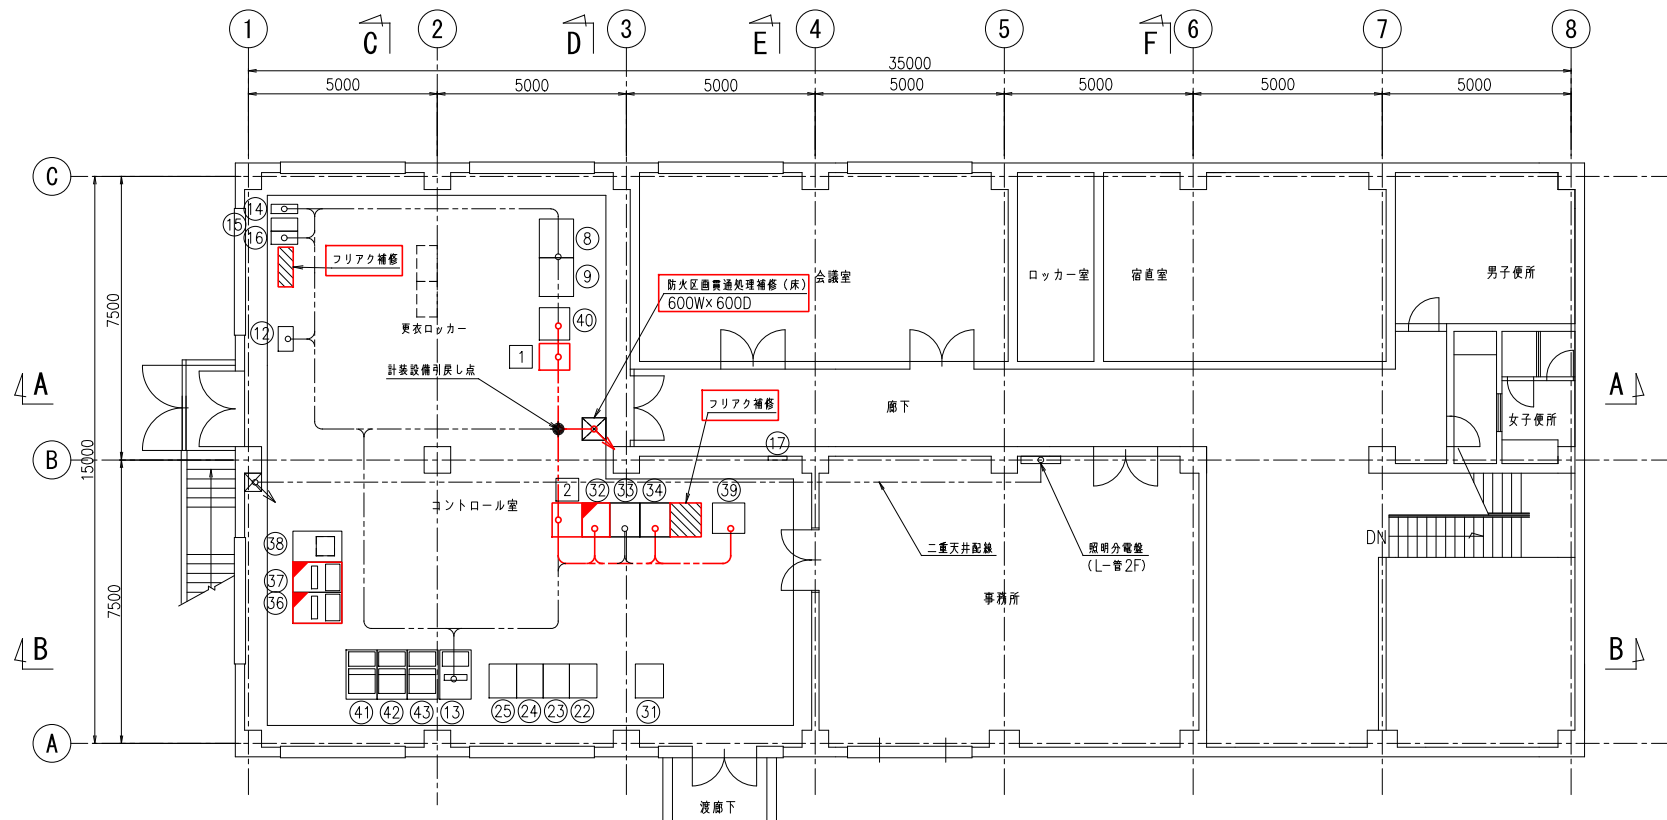 1
2
3
4
5
6
7
8
C
D
E
F
35000
5000
5000
5000
5000
5000
5000
5000
C
14
15
16
フリアク補修
8
9
防火区画貫通処理補修（床）
600W×600D
会議室
ロッカー室
宿直室
男子便所
7500
12
更衣ロッカー
40
1
計装設備引戻し点
A
フリアク補修
廊下
A
女子便所
B
15000
17
コントロール室
2
32
33
34
39
38
37
36
二重天井配線
照明分電盤
(L-管2F)
DN
7500
事務所
B
B
41
42
43
13
25
24
23
22
31
A
渡廊下